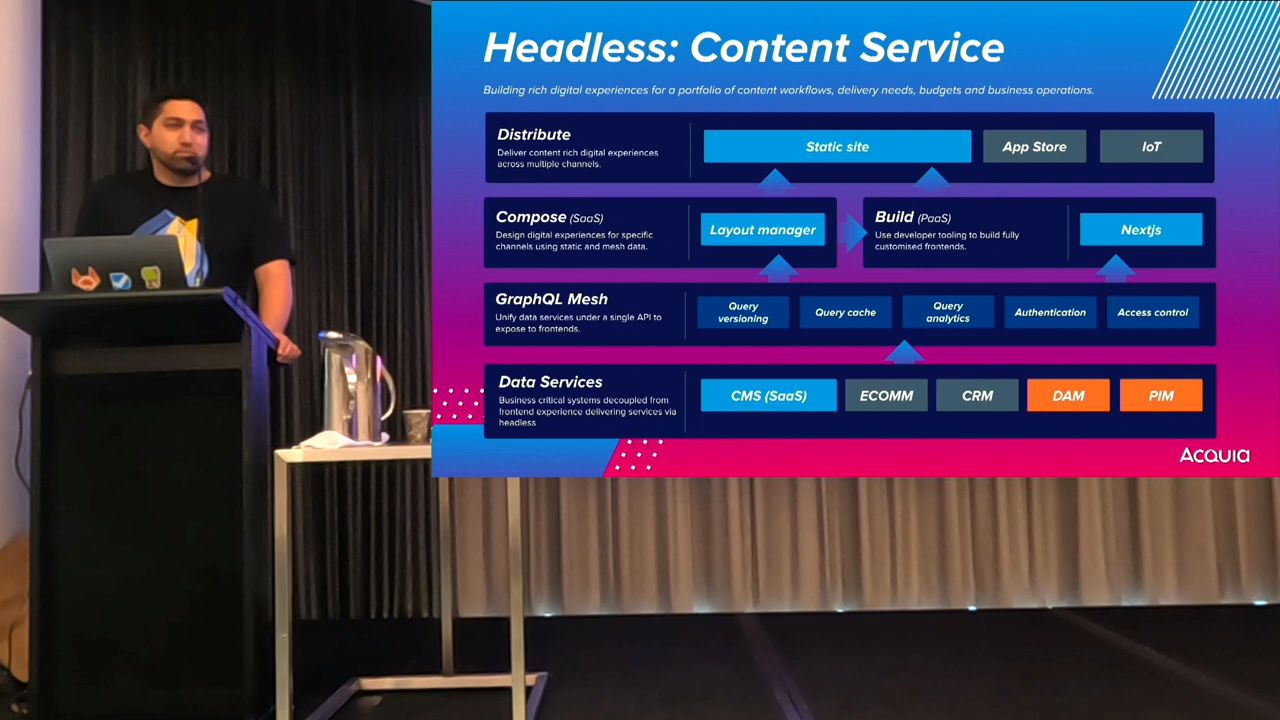 Headless: Content Service
Building rich digital experiences for a portfolio of content workflows, delivery needs, budgets and business operations.
Distribute
Deliver content rich digital experiences
across multiple channels.
Static site
App Store
IoT
Compose (SaaS)
Design digital experiences for specific
channels using static and mesh data.
Layout manager
Build (PaaS)
Use developer tooling to build fully
customised frontends.
Nextjs
GraphQL Mesh
Unify data services under a single API to
expose to frontends.
Query
versioning
Query cache
Query
analytics
Authentication
Access control
Data Services
Business critical systems decoupled from
frontend experience delivering services via
headless
CMS (SaaS)
ECOMM
CRM
DAM
PIM
Acquia